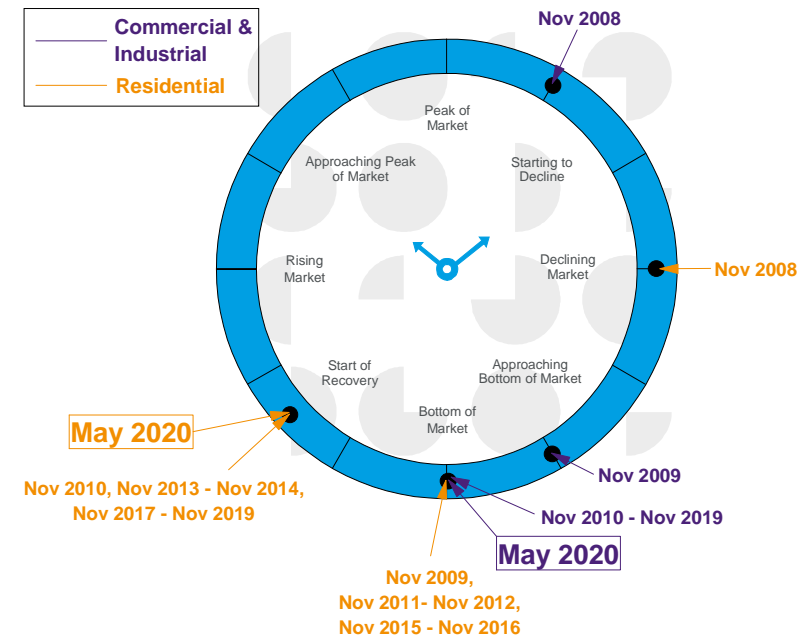 Commercial &
Industrial
Residential
Nov 2008
Peak of
Market
Approaching Peak
of Market
Starting to
Decline
Rising
Market
Declining
Market
Nov 2008
Start of
Recovery
Approaching
Bottom of Market
Bottom of
Market
May 2020
Nov 2010, Nov 2013 - Nov 2014,
Nov 2017 - Nov 2019
Nov 2009
Nov 2010 - Nov 2019
May 2020
Nov 2009,
Nov 2011- Nov 2012,
Nov 2015 - Nov 2016